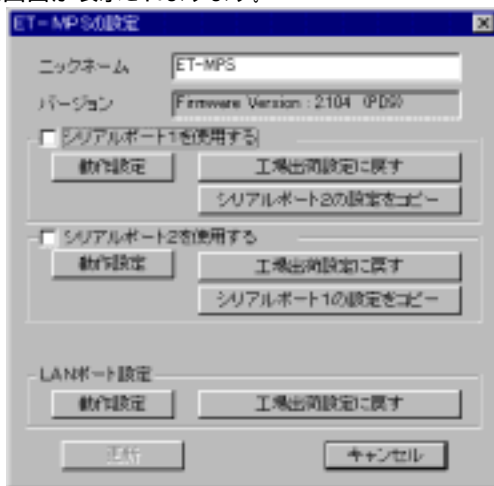 画面が表示されます。
ET-MPSの設定
ニックネーム ET-MPS
バージョン Firmware Version : 2104 (PDS)
シリアルポート1を使用する
動作設定 工場出荷設定に戻す
シリアルポート2の設定をコピー
シリアルポート2を使用する
動作設定 工場出荷設定に戻す
シリアルポート1の設定をコピー
LANポート設定
動作設定 工場出荷設定に戻す
更新 キャンセル